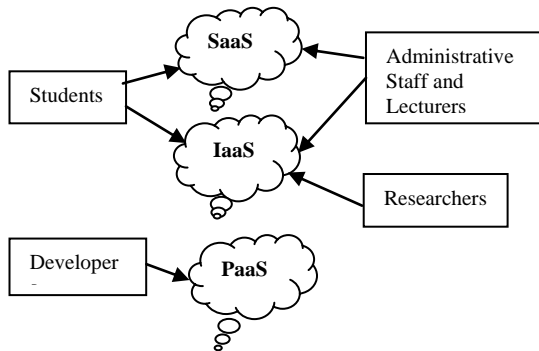 SaaS
Administrative
Staff and
Lecturers
Students
IaaS
Researchers
Developer
PaaS